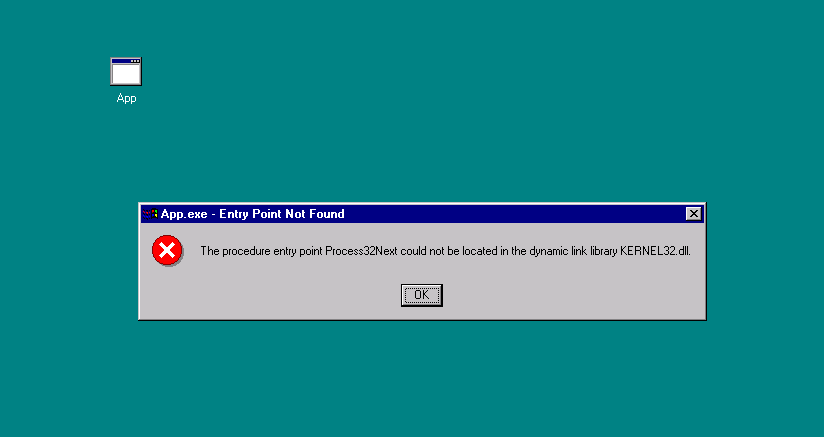 App
App.exe - Entry Point Not Found
The procedure entry point Process32Next could not be located in the dynamic link library KERNEL32.dll.
OK